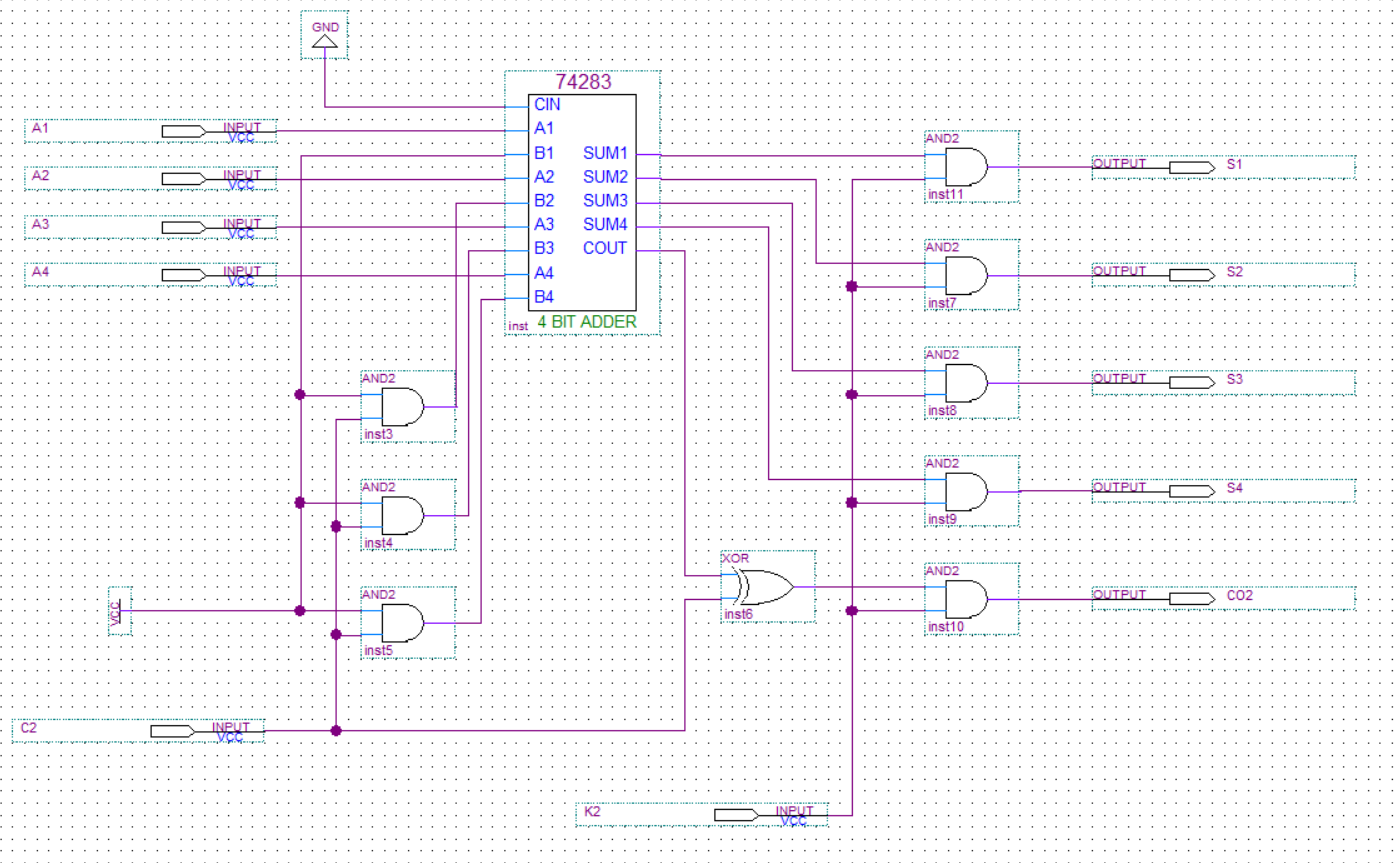 GND
74283
CIN
A1 INPUT VCC
A1
B1 SUM1
A2 INPUT VCC
A2 SUM2
B2 SUM3
A3 INPUT VCC
A3 SUM4
B3 COUT
A4 INPUT VCC
A4
B4
inst 4 BIT ADDER
AND2
inst11
OUTPUT S1
AND2
inst7
OUTPUT S2
AND2
inst8
OUTPUT S3
AND2
inst3
AND2
inst9
OUTPUT S4
AND2
inst4
XOR
inst6
AND2
inst10
OUTPUT CO2
AND2
inst5
VCC
C2 INPUT VCC
K2 INPUT VCC